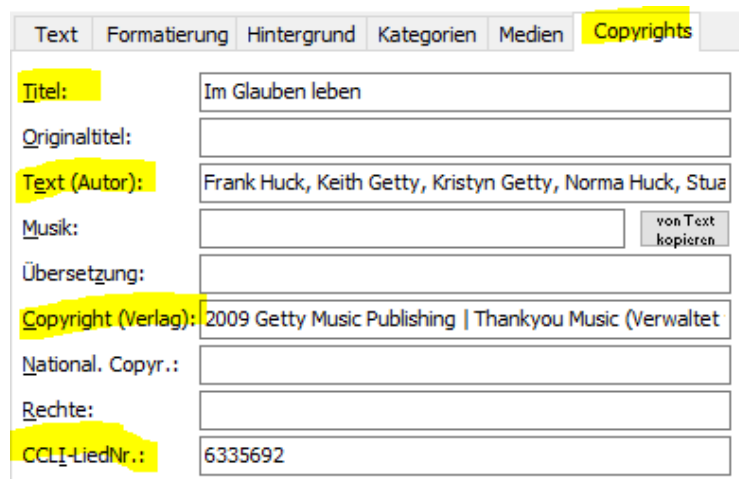 Text Formatierung Hintergrund Kategorien Medien Copyrights
Titel: Im Glauben leben
Originaltitel:
Text (Autor): Frank Huck, Keith Getty, Kristyn Getty, Norma Huck, Stua
Musik: von Text
kopieren
Übersetzung:
Copyright (Verlag): 2009 Getty Music Publishing | Thankyou Music (Verwaltet
National. Copyr.:
Rechte:
CCLI-LiedNr.: 6335692